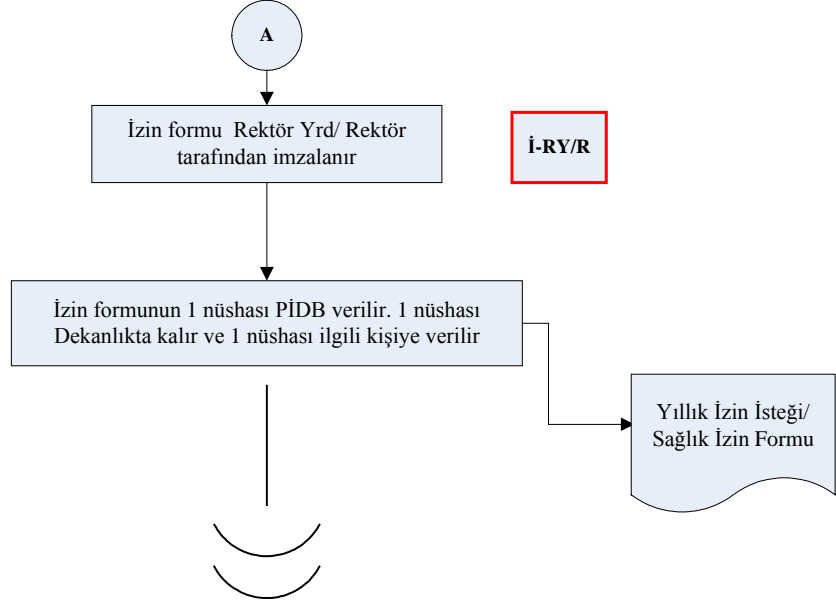 A
İzin formu Rektör Yrd/ Rektör
tarafından imzalanır
İ-RY/R
İzin formunun 1 nüshası PİDB verilir. 1 nüshası
Dekanlıkta kalır ve 1 nüshası ilgili kişiye verilir
Yıllık İzin İsteği/
Sağlık İzin Formu